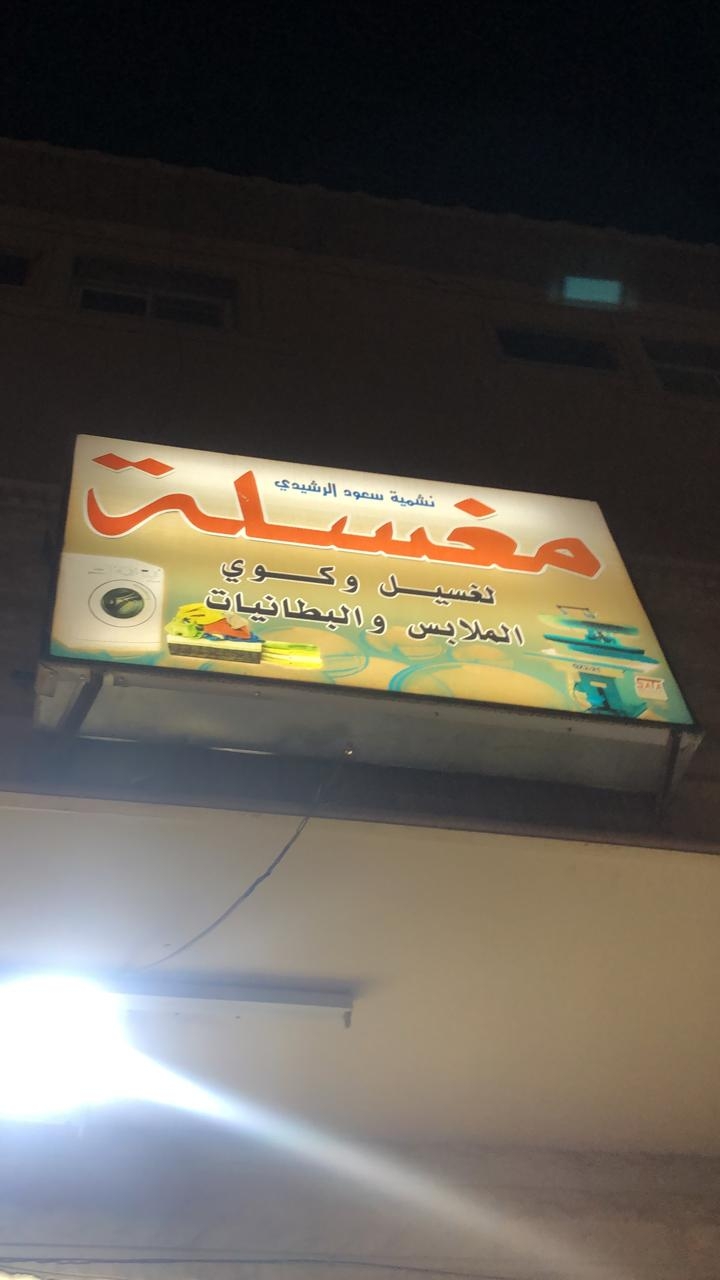 نشمية سعود الرشيدي
مغسلة
لغسيل وكوي
الملابس والبطانيات